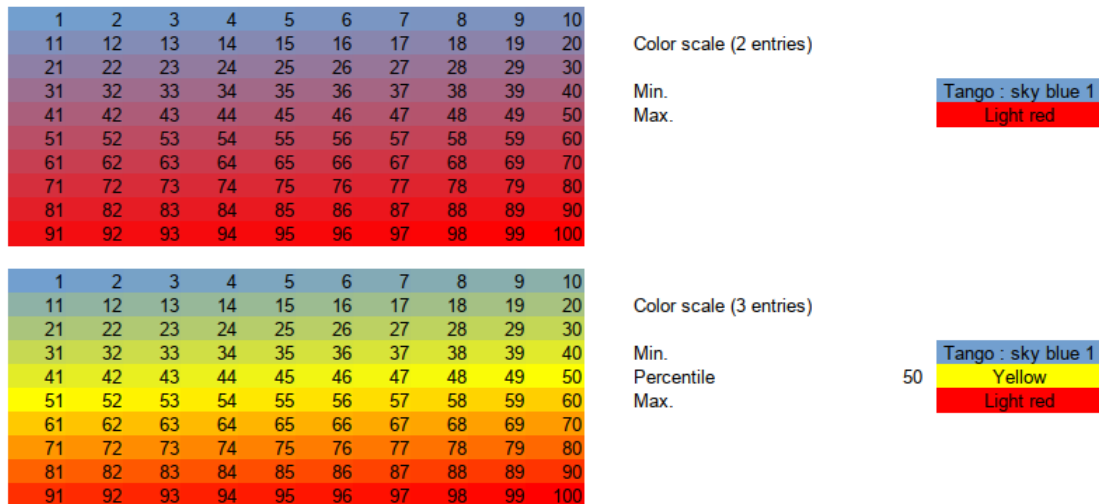 1 2 3 4 5 6 7 8 9 10
11 12 13 14 15 16 17 18 19 20 Color scale (2 entries)
21 22 23 24 25 26 27 28 29 30
31 32 33 34 35 36 37 38 39 40 Min. Tango : sky blue 1
41 42 43 44 45 46 47 48 49 50 Max. Light red
51 52 53 54 55 56 57 58 59 60
61 62 63 64 65 66 67 68 69 70
71 72 73 74 75 76 77 78 79 80
81 82 83 84 85 86 87 88 89 90
91 92 93 94 95 96 97 98 99 100
1 2 3 4 5 6 7 8 9 10
11 12 13 14 15 16 17 18 19 20 Color scale (3 entries)
21 22 23 24 25 26 27 28 29 30
31 32 33 34 35 36 37 38 39 40 Min. Tango : sky blue 1
41 42 43 44 45 46 47 48 49 50 Percentile 50 Yellow
51 52 53 54 55 56 57 58 59 60 Max. Light red
61 62 63 64 65 66 67 68 69 70
71 72 73 74 75 76 77 78 79 80
81 82 83 84 85 86 87 88 89 90
91 92 93 94 95 96 97 98 99 100